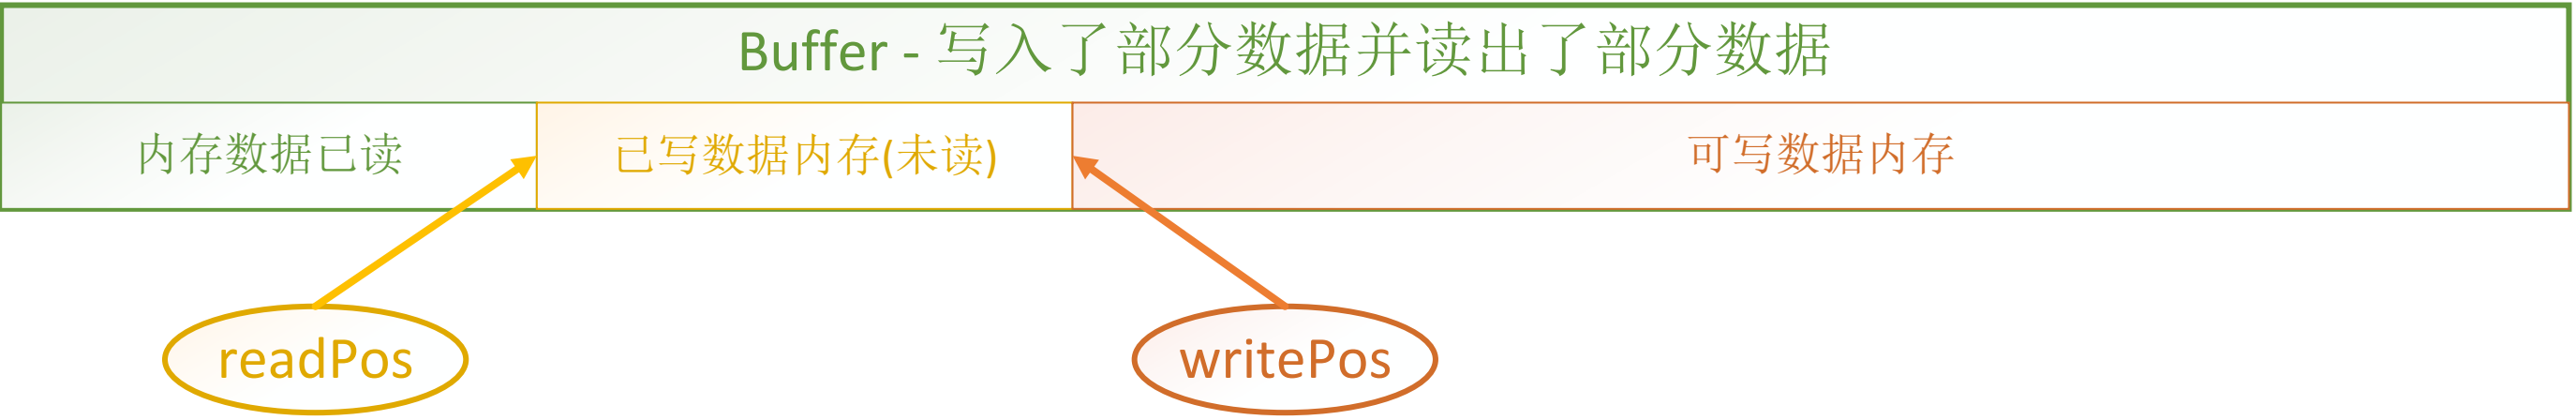 Buffer - 写入了部分数据并读出了部分数据
内存数据已读
已写数据内存(未读)
可写数据内存
readPos
writePos